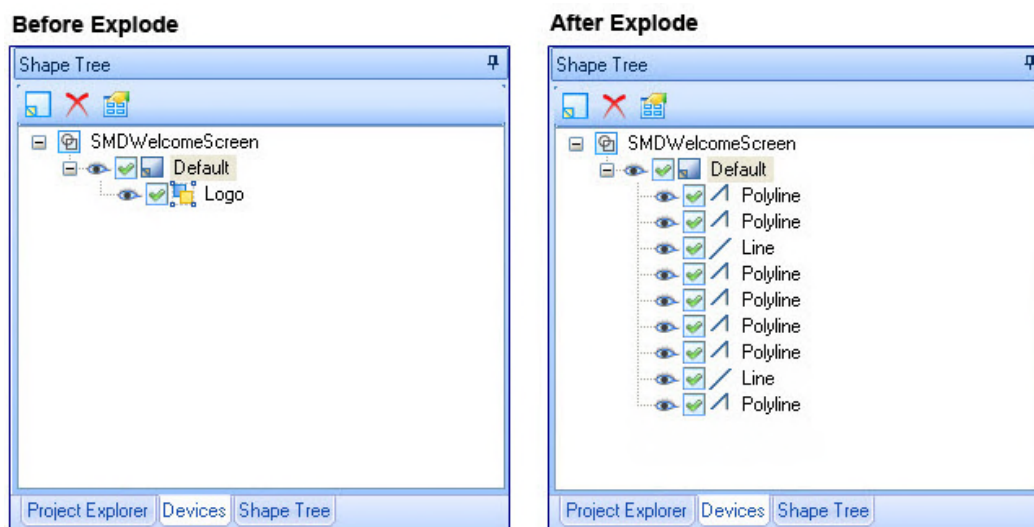 Before Explode
Shape Tree
SMDWelcomeScreen
Default
Logo
Project Explorer Devices Shape Tree
After Explode
Shape Tree
SMDWelcomeScreen
Default
Polyline
Polyline
Line
Polyline
Polyline
Polyline
Polyline
Line
Polyline
Project Explorer Devices Shape Tree